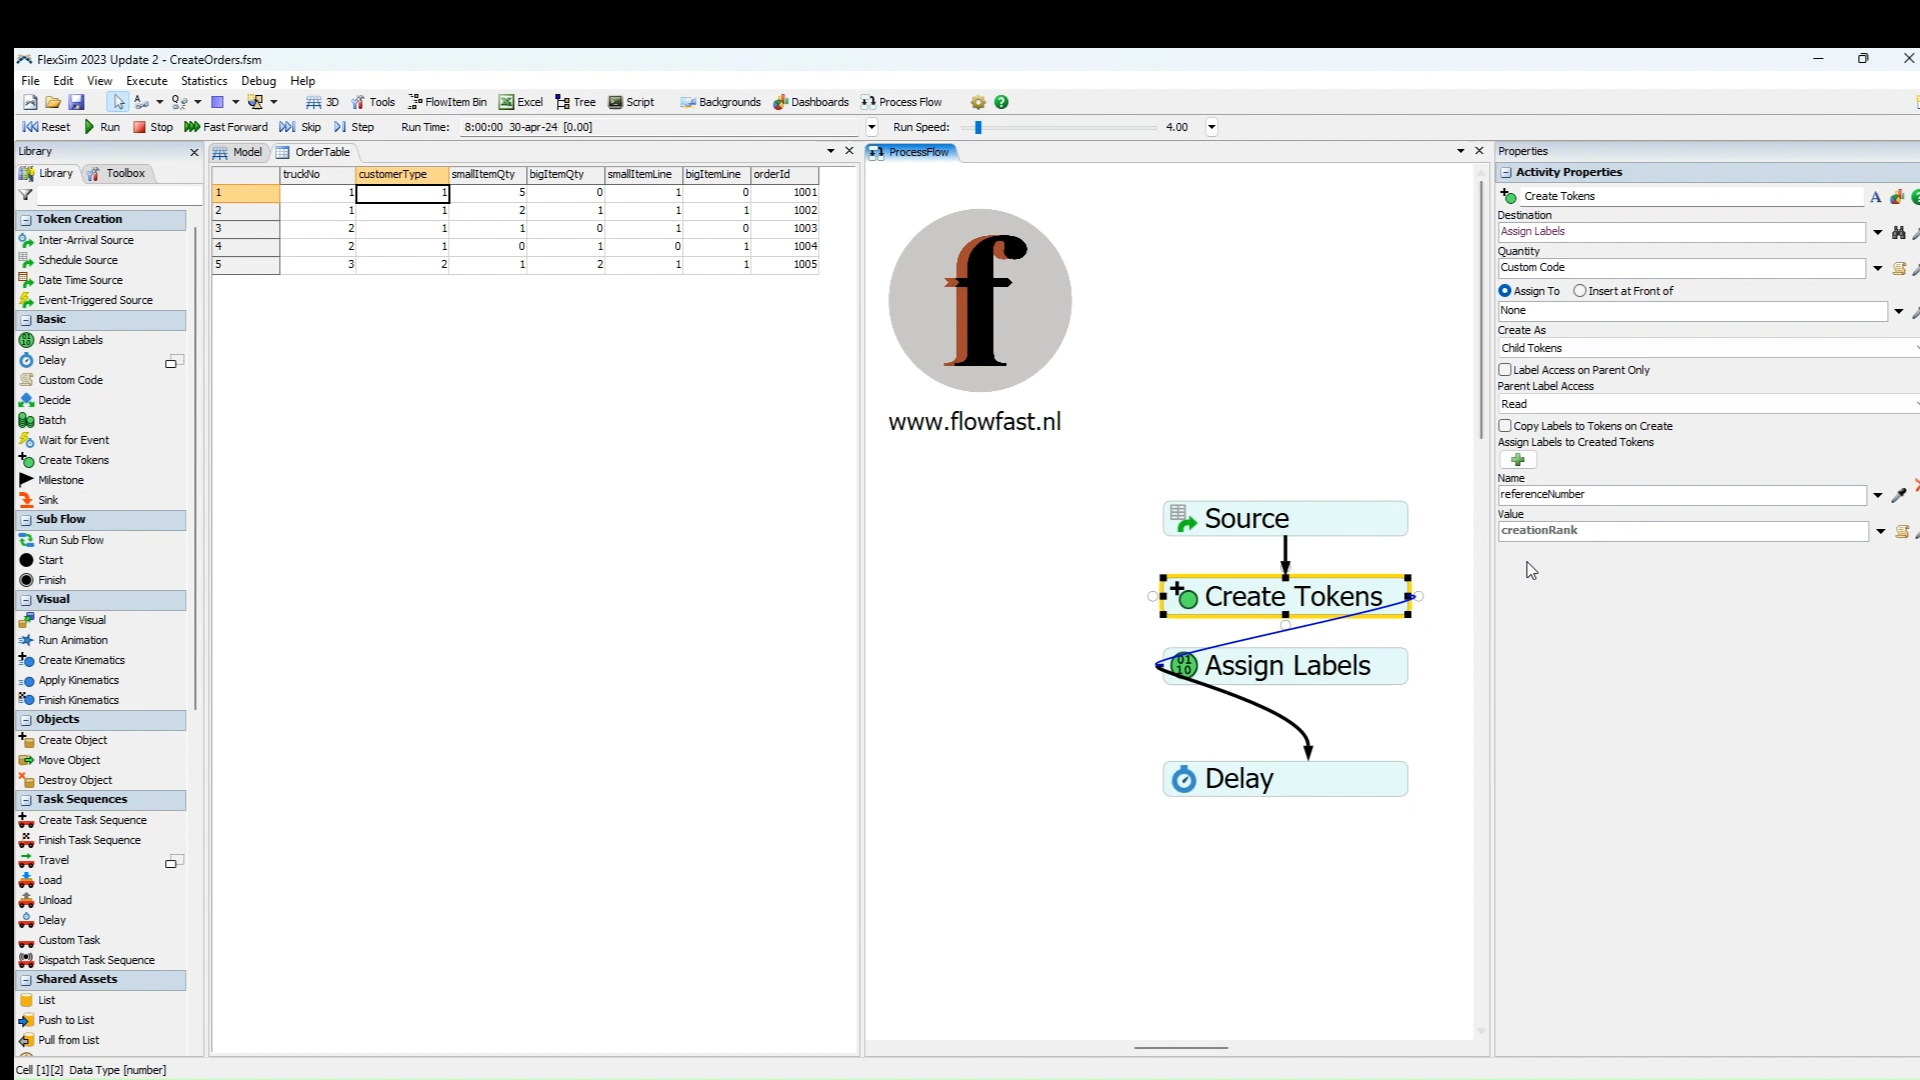 FlexSim 2023 Update 2 - CreateOrders.fsm
File Edit View Execute Statistics Debug Help
3D Tools FlowItem Bin Excel Tree Script Backgrounds Dashboards Process Flow
Reset Run Stop Fast Forward Skip Step Run Time: 8:00:00 30-apr-24 [0.00] Run Speed: 4.00
Library
Library Toolbox
Token Creation
Inter-Arrival Source
Schedule Source
Date Time Source
Event-Triggered Source
Basic
Assign Labels
Delay
Custom Code
Decide
Batch
Wait for Event
Create Tokens
Milestone
Sink
Sub Flow
Run Sub Flow
Start
Finish
Visual
Change Visual
Run Animation
Create Kinematics
Apply Kinematics
Finish Kinematics
Objects
Create Object
Move Object
Destroy Object
Task Sequences
Create Task Sequence
Finish Task Sequence
Travel
Load
Unload
Delay
Custom Task
Dispatch Task Sequence
Shared Assets
List
Push to List
Pull from List
Model OrderTable
truckNo customerType smallItemQty bigItemQty smallItemLine bigItemLine orderId
1 1 1 5 0 1 0 1001
2 1 1 2 1 1 1 1002
3 2 1 1 0 1 0 1003
4 2 1 0 1 0 1 1004
5 3 2 1 2 1 1 1005
ProcessFlow
f
www.flowfast.nl
Source
Create Tokens
01
10
Assign Labels
Delay
Properties
Activity Properties
Create Tokens A
Destination
Assign Labels
Quantity
Custom Code
Assign To Insert at Front of
None
Create As
Child Tokens
Label Access on Parent Only
Parent Label Access
Read
Copy Labels to Tokens on Create
Assign Labels to Created Tokens
Name
referenceNumber
Value
creationRank
Cell [1][2] Data Type [number]